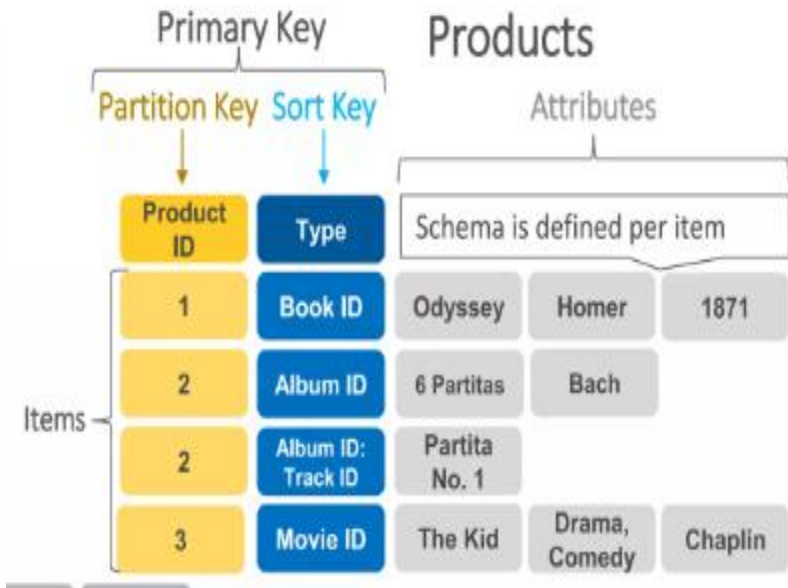 Primary Key
Products
Partition Key Sort Key
Attributes
Product
ID
Type
Schema is defined per item
Items
1
Book ID
Odyssey
Homer
1871
2
Album ID
6 Partitas
Bach
2
Album ID:
Track ID
Partita
No. 1
3
Movie ID
The Kid
Drama,
Comedy
Chaplin